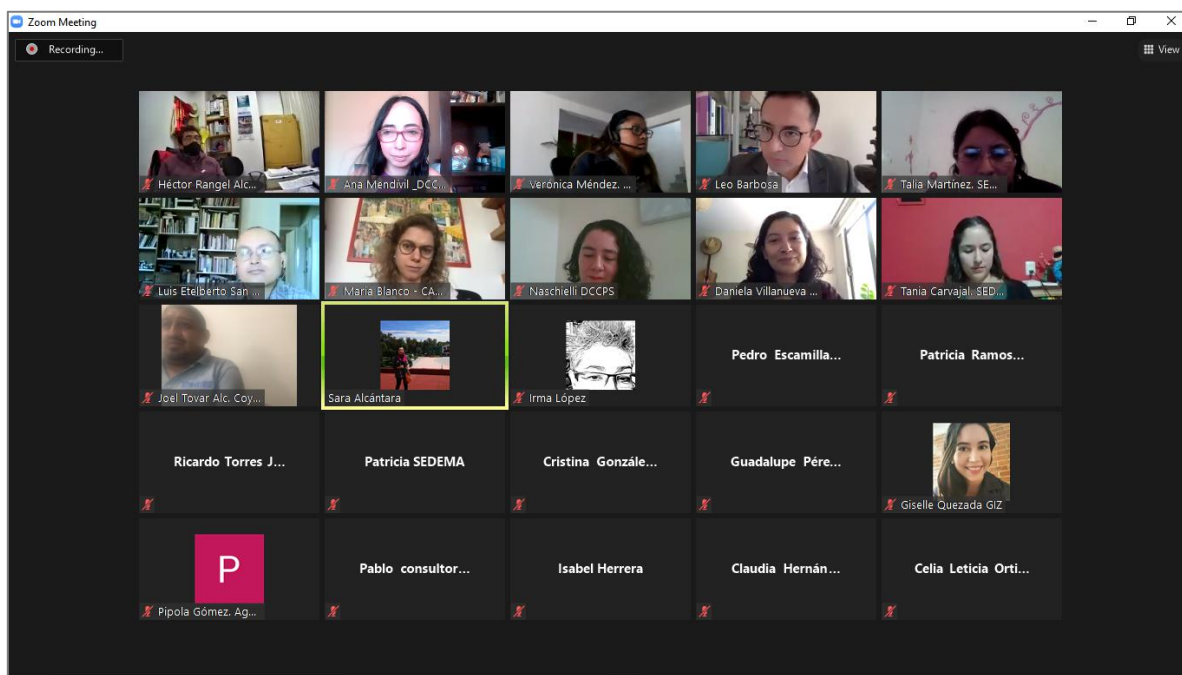 Zoom Meeting
Recording...
View
Héctor Rangel Alc...
Ana Mendívil _DCC...
Verónica Méndez. ...
Leo Barbosa
Talia Martínez. SE...
Luis Etelberto San ...
Maria Blanco - CA...
Naschielli DCCPS
Daniela Villanueva ...
Tania Carvajal. SED...
Joel Tovar Alc. Coy...
Sara Alcántara
Irma López
Pedro Escamilla...
Patricia Ramos...
Ricardo Torres J...
Patricia SEDEMA
Cristina Gonzále...
Guadalupe Pére...
Giselle Quezada GIZ
P
Pipola Gómez. Ag...
Pablo consultor...
Isabel Herrera
Claudia Hernán...
Celia Leticia Orti...